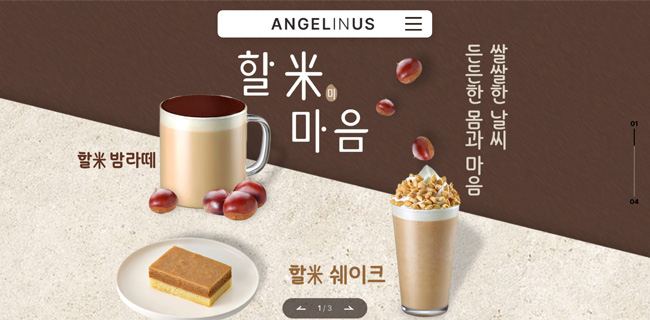 ANGELINUS
할米
미
마음
쌀쌀한 날씨
든든한 몸과 마음
할米 밤라떼
할米 쉐이크
01
04
1 / 3